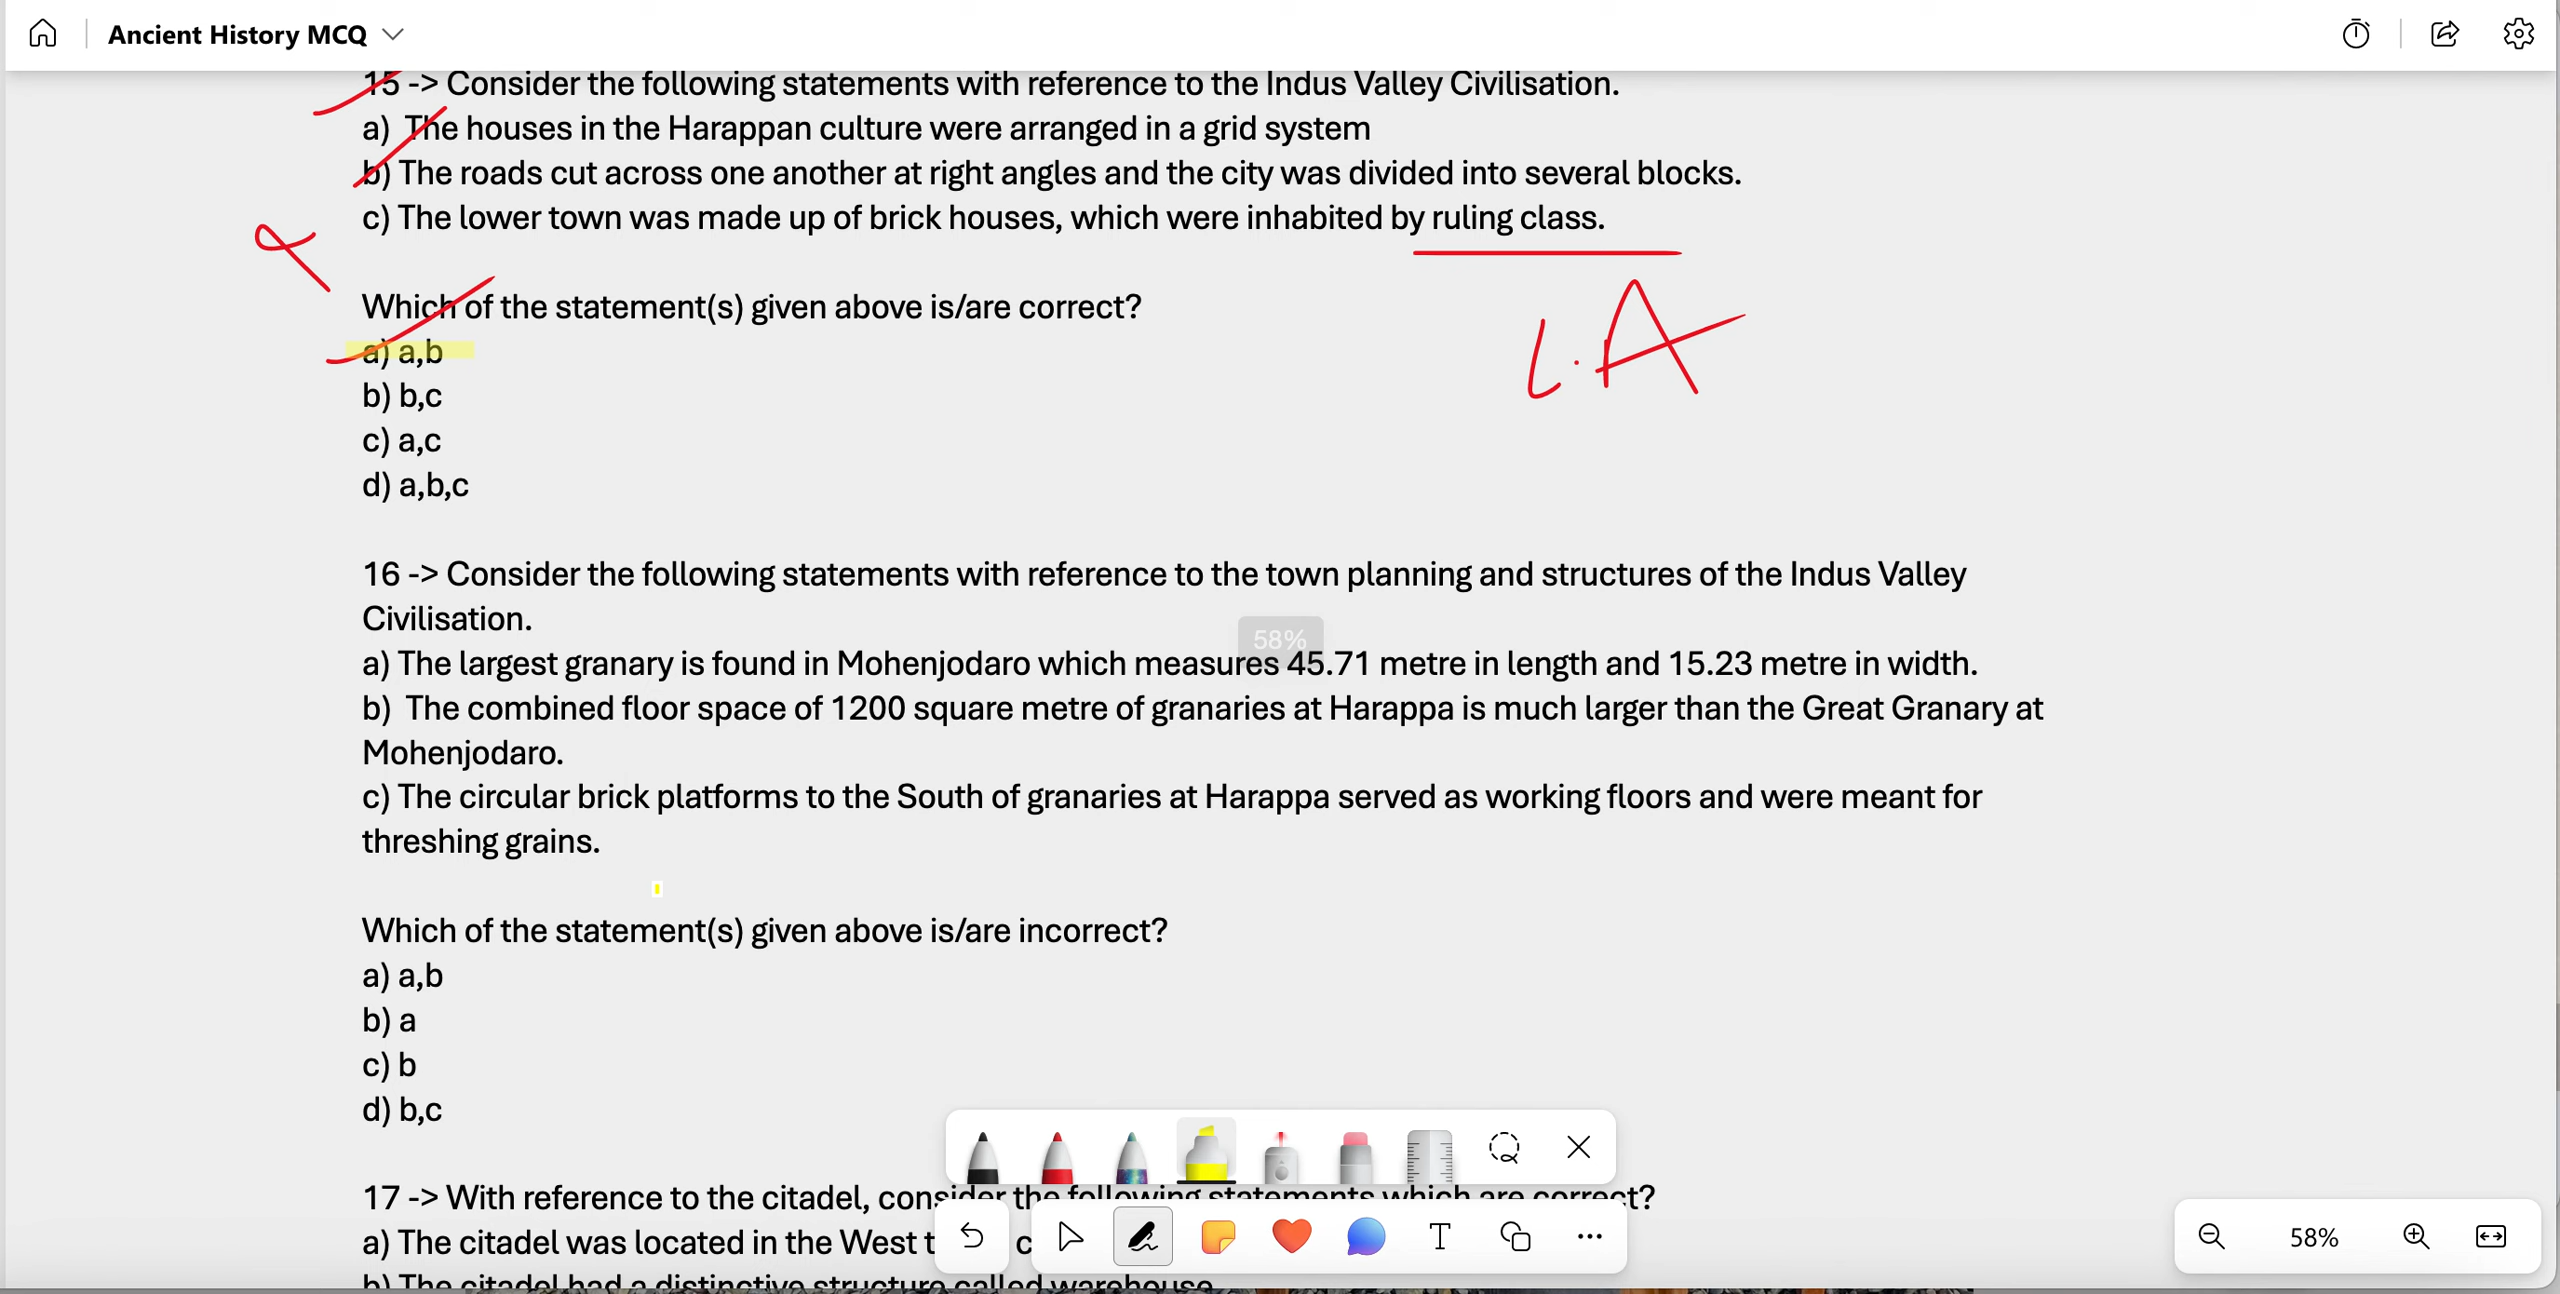 Ancient History MCQ
15 -> Consider the following statements with reference to the Indus Valley Civilisation.
a) The houses in the Harappan culture were arranged in a grid system
b) The roads cut across one another at right angles and the city was divided into several blocks.
c) The lower town was made up of brick houses, which were inhabited by ruling class.
Which of the statement(s) given above is/are correct?
L.A
a) a,b
b) b,c
c) a,c
d) a,b,c
16 -> Consider the following statements with reference to the town planning and structures of the Indus Valley
Civilisation.
58%
a) The largest granary is found in Mohenjodaro which measures 45.71 metre in length and 15.23 metre in width.
b) The combined floor space of 1200 square metre of granaries at Harappa is much larger than the Great Granary at
Mohenjodaro.
c) The circular brick platforms to the South of granaries at Harappa served as working floors and were meant for
threshing grains.
Which of the statement(s) given above is/are incorrect?
a) a,b
b) a
c) b
d) b,c
17 -> With reference to the citadel, consider the following statements which are correct?
a) The citadel was located in the West
b) The citadel had a distinctive structure called warehouse
T
58%